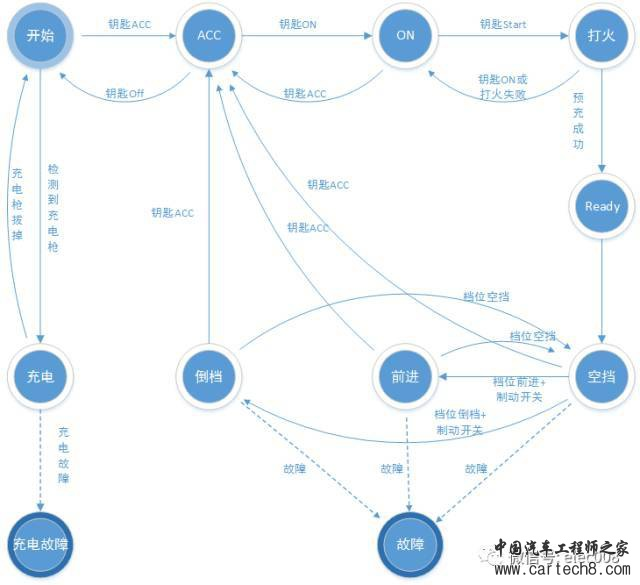 开始
钥匙ACC
ACC
钥匙ON
ON
钥匙Start
打火
钥匙Off
钥匙ACC
钥匙ON或
打火失败
预充成功
充电枪拔掉
检测到充电枪
钥匙ACC
钥匙ACC
钥匙ACC
Ready
档位空挡
档位空挡
充电
倒档
前进
空挡
档位前进+
制动开关
档位倒档+
制动开关
充电故障
故障
故障
故障
充电故障
故障
微信号: elec008
中国汽车工程师之家
www.cartech8.com